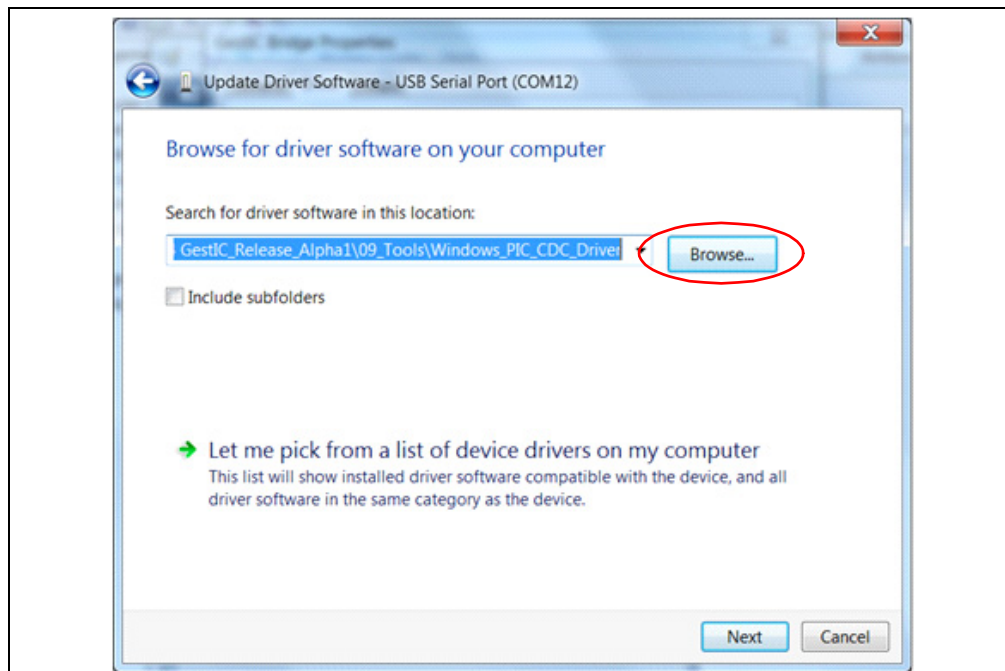 GestIC Bridge Properties
Update Driver Software - USB Serial Port (COM12)
Browse for driver software on your computer
Search for driver software in this location:
GestIC_Release_Alpha1\09_Tools\Windows_PIC_CDC_Driver
Browse...
Include subfolders
Let me pick from a list of device drivers on my computer
This list will show installed driver software compatible with the device, and all
driver software in the same category as the device.
Next
Cancel